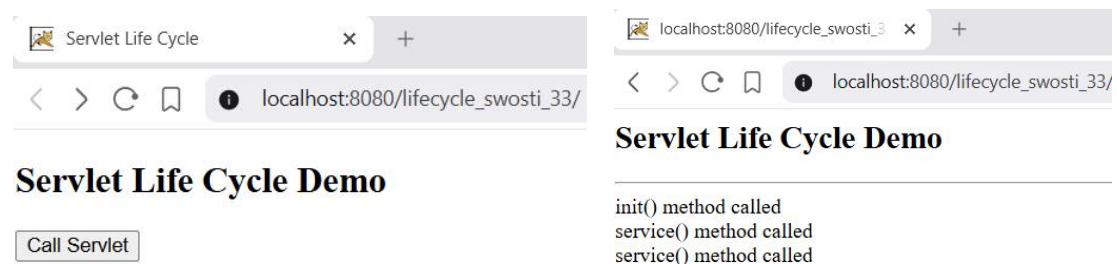 Servlet Life Cycle
localhost:8080/lifecycle_swosti_33/
Servlet Life Cycle Demo
Call Servlet
localhost:8080/lifecycle_swosti_3
localhost:8080/lifecycle_swosti_33/
Servlet Life Cycle Demo
init() method called
service() method called
service() method called